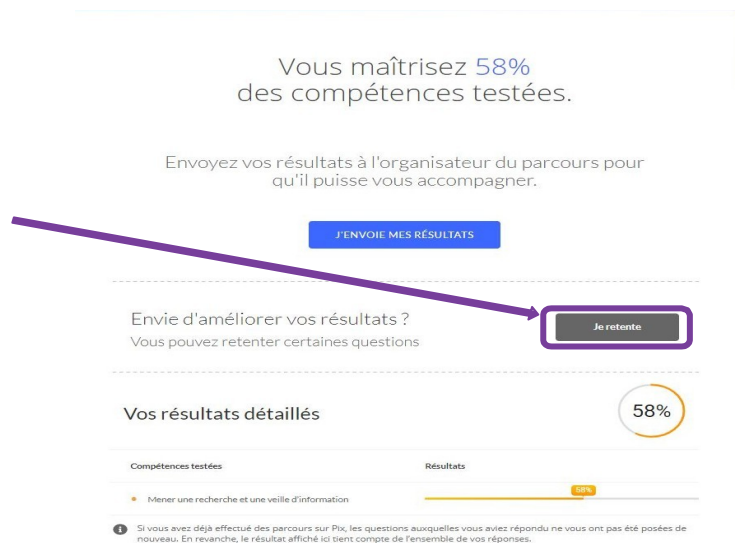 Vous maîtrisez 58%
des compétences testées.
Envoyez vos résultats à l'organisateur du parcours pour
qu'il puisse vous accompagner.
J'ENVOIE MES RÉSULTATS
Envie d'améliorer vos résultats ?
Vous pouvez retenter certaines questions
Je retente
Vos résultats détaillés
58%
Compétences testées
Résultats
58%
Mener une recherche et une veille d'information
Si vous avez déjà effectué des parcours sur Pix, les questions auxquelles vous aviez répondu ne vous ont pas été posées de
nouveau. En revanche, le résultat affiché ici tient compte de l'ensemble de vos réponses.